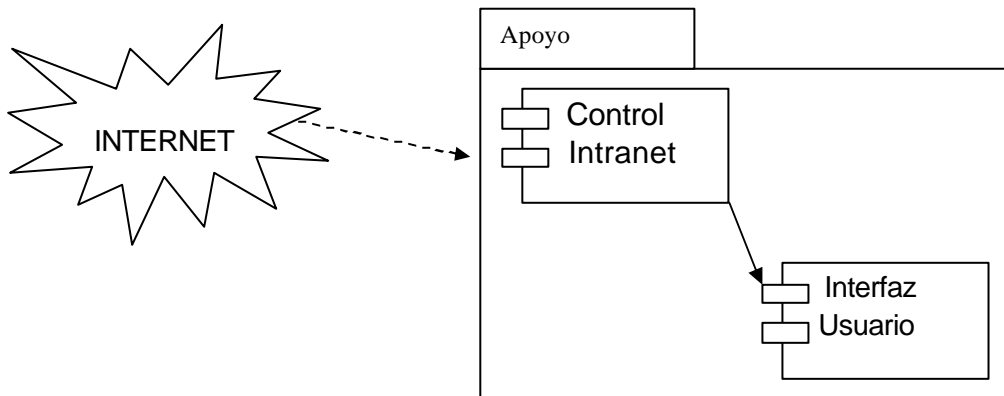 Apoyo
INTERNET
Control
Intranet
Interfaz
Usuario